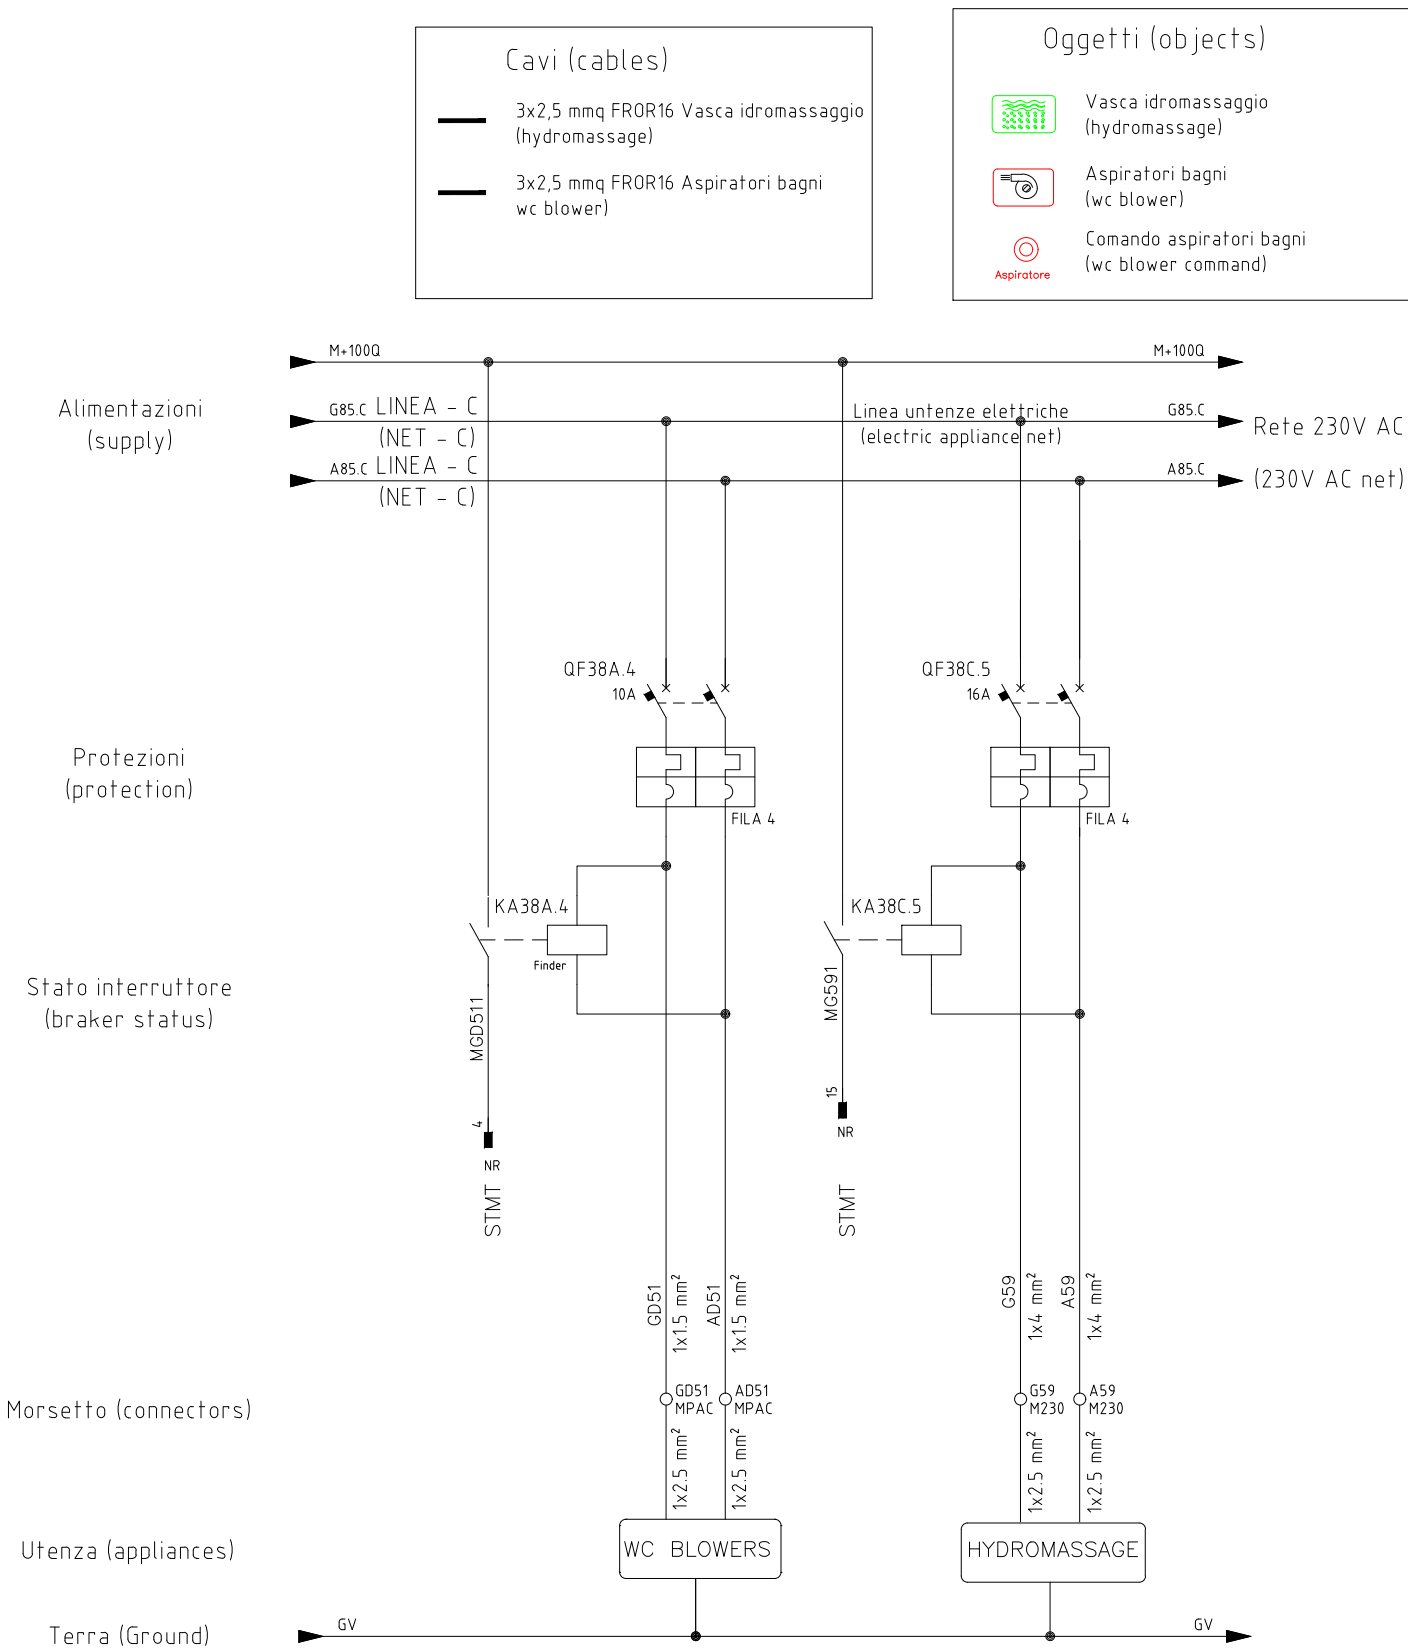 Cavi (cables)
3x2,5 mmq FROR16 Vasca idromassaggio
(hydromassage)
3x2,5 mmq FROR16 Aspiratori bagni
wc blower)
Oggetti (objects)
Vasca idromassaggio
(hydromassage)
Aspiratori bagni
(wc blower)
Comando aspiratori bagni
(wc blower command)
Aspiratore
M+100Q
M+100Q
Alimentazioni
(supply)
G85.C LINEA - C
(NET - C)
Linea untenze elettriche
(electric appliance net)
G85.C
Rete 230V AC
A85.C LINEA - C
(NET - C)
A85.C
(230V AC net)
QF38A.4
10A
QF38C.5
16A
Protezioni
(protection)
FILA 4
FILA 4
KA38A.4
Finder
KA38C.5
Stato interruttore
(braker status)
MGD511
MG591
4
NR
STMT
15
NR
STMT
GD51
1x1.5 mm²
AD51
1x1.5 mm²
G59
1x4 mm²
A59
1x4 mm²
Morsetto (connectors)
GD51
MPAC
AD51
MPAC
G59
M230
A59
M230
1x2.5 mm²
1x2.5 mm²
1x2.5 mm²
1x2.5 mm²
Utenza (appliances)
WC BLOWERS
HYDROMASSAGE
Terra (Ground)
GV
GV